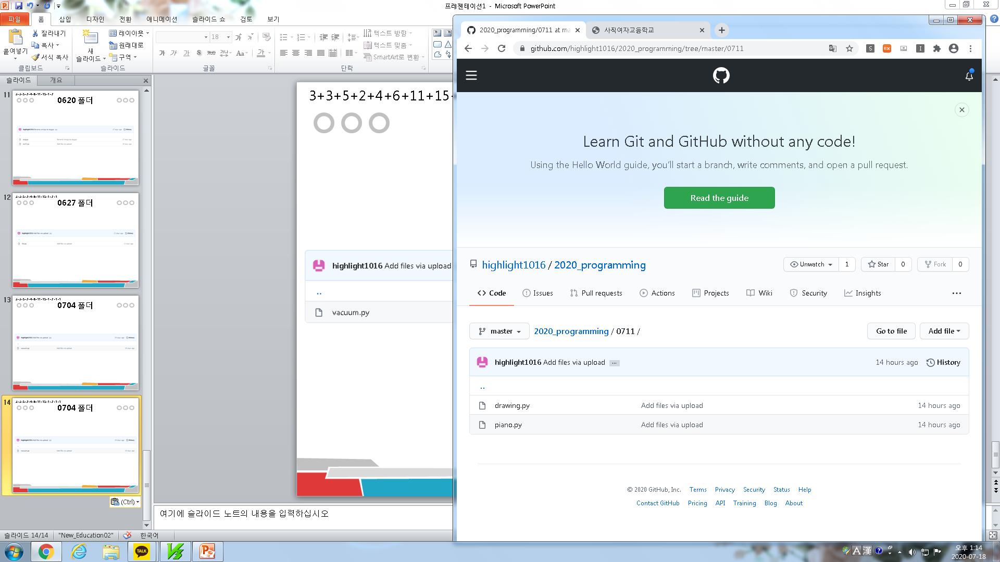 프레젠테이션1 - Microsoft PowerPoint
파일 홈 삽입 디자인 전환 애니메이션 슬라이드 쇼 검토 보기
붙여넣기
잘라내기
복사
서식 복사
클립보드
새
슬라이드
레이아웃
원래대로
구역
슬라이드
18
글꼴
텍스트 방향
텍스트 맞춤
SmartArt로 변환
단락
슬라이드 개요
11
0620 폴더
12
0627 폴더
13
0704 폴더
14
0704 폴더
(Ctrl)
3+3+5+2+4+6+11+15
highlight1016 Add files via upload
..
vacuum.py
여기에 슬라이드 노트의 내용을 입력하십시오
슬라이드 14/14 "New_Education02" 한국어
2020_programming/0711 at ma
사직여자고등학교
github.com/highlight1016/2020_programming/tree/master/0711
Learn Git and GitHub without any code!
Using the Hello World guide, you’ll start a branch, write comments, and open a pull request.
Read the guide
highlight1016 / 2020_programming
Unwatch 1 Star 0 Fork 0
Code Issues Pull requests Actions Projects Wiki Security Insights
master 2020_programming / 0711 /
Go to file Add file
highlight1016 Add files via upload 14 hours ago History
..
drawing.py Add files via upload 14 hours ago
piano.py Add files via upload 14 hours ago
© 2020 GitHub, Inc. Terms Privacy Security Status Help
Contact GitHub Pricing API Training Blog About
TALK
A 漢
오후 1:14
2020-07-18